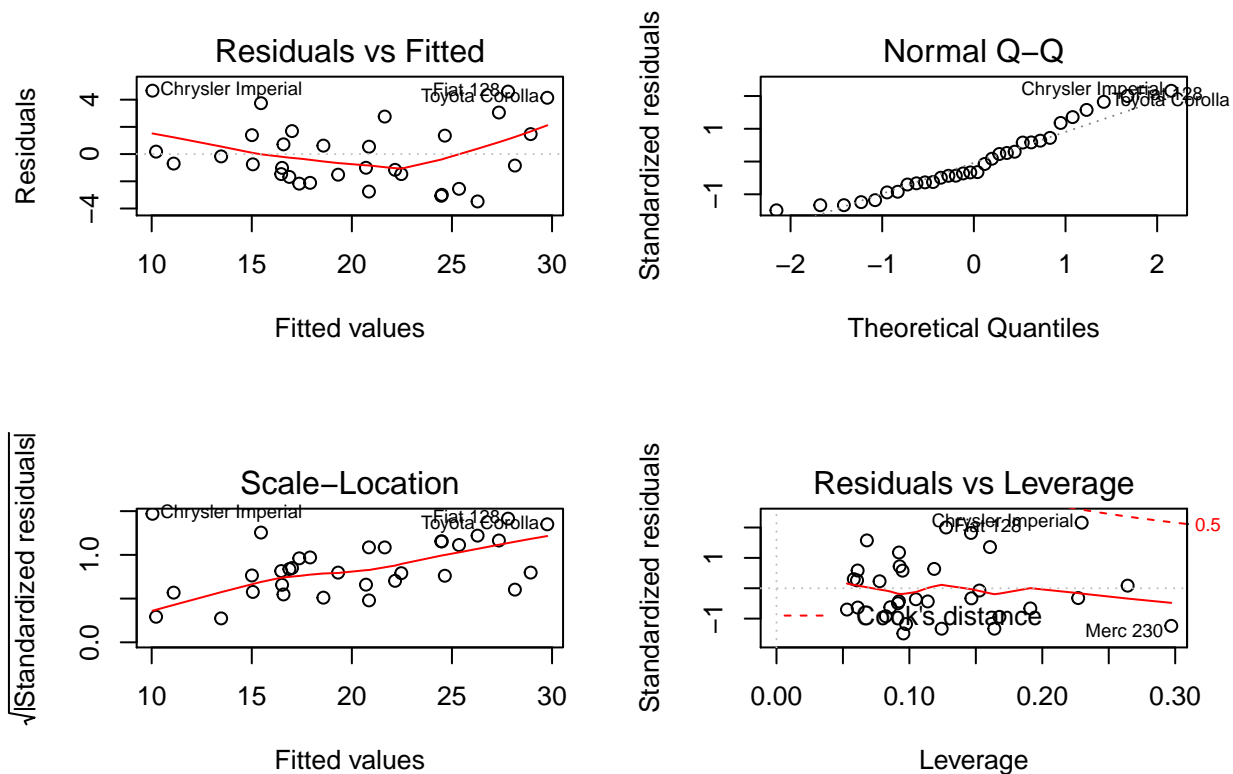 Residuals vs Fitted
Residuals
4
0
−4
Chrysler Imperial
Fiat 128
Toyota Corolla
10 15 20 25 30
Fitted values
Normal Q−Q
Standardized residuals
1
−1
Chrysler Imperial
Fiat 128
Toyota Corolla
−2 −1 0 1 2
Theoretical Quantiles
Scale−Location
√|Standardized residuals|
1.0
0.0
Chrysler Imperial
Fiat 128
Toyota Corolla
10 15 20 25 30
Fitted values
Residuals vs Leverage
Standardized residuals
1
−1
Chrysler Imperial
Fiat 128
0.5
Cook's distance
Merc 230
0.00 0.10 0.20 0.30
Leverage